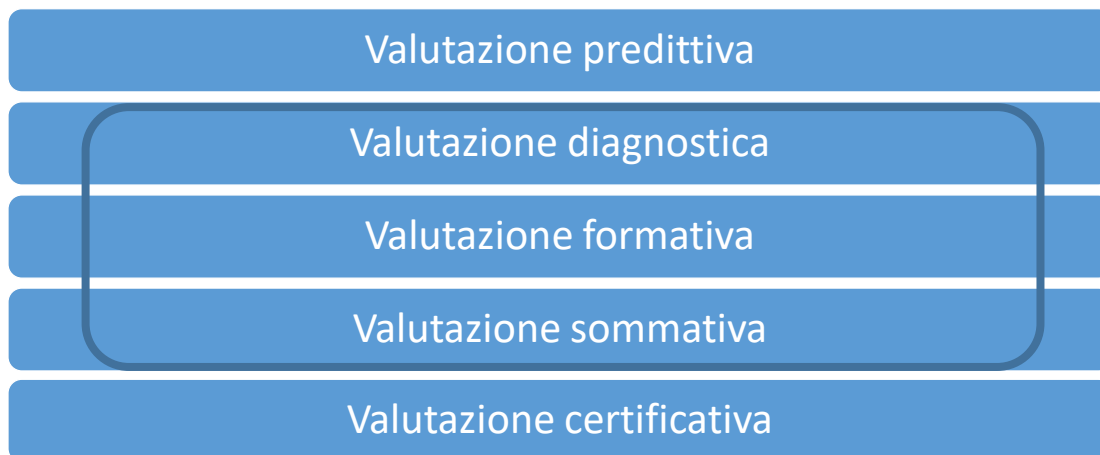 Valutazione predittiva
Valutazione diagnostica
Valutazione formativa
Valutazione sommativa
Valutazione certificativa